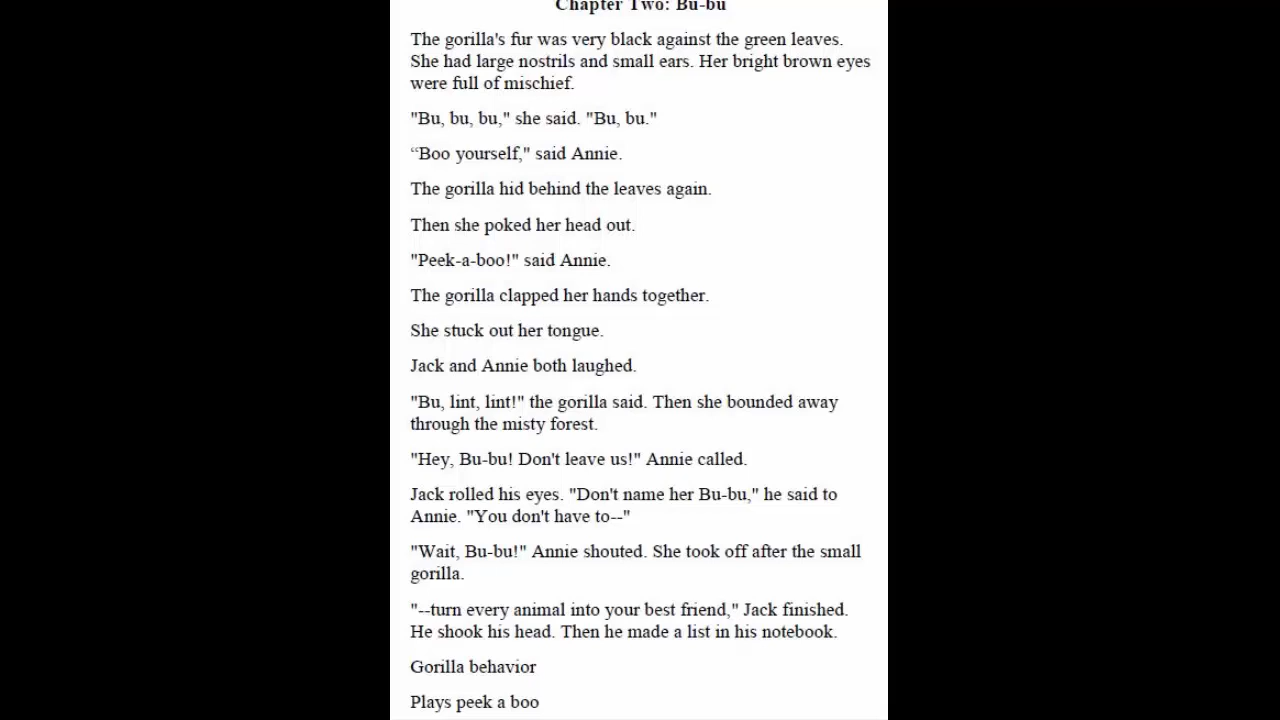 Chapter Two: Bu-bu
The gorilla's fur was very black against the green leaves.
She had large nostrils and small ears. Her bright brown eyes
were full of mischief.
"Bu, bu, bu," she said. "Bu, bu."
“Boo yourself," said Annie.
The gorilla hid behind the leaves again.
Then she poked her head out.
"Peek-a-boo!" said Annie.
The gorilla clapped her hands together.
She stuck out her tongue.
Jack and Annie both laughed.
"Bu, lint, lint!" the gorilla said. Then she bounded away
through the misty forest.
"Hey, Bu-bu! Don't leave us!" Annie called.
Jack rolled his eyes. "Don't name her Bu-bu," he said to
Annie. "You don't have to--"
"Wait, Bu-bu!" Annie shouted. She took off after the small
gorilla.
"--turn every animal into your best friend," Jack finished.
He shook his head. Then he made a list in his notebook.
Gorilla behavior
Plays peek a boo